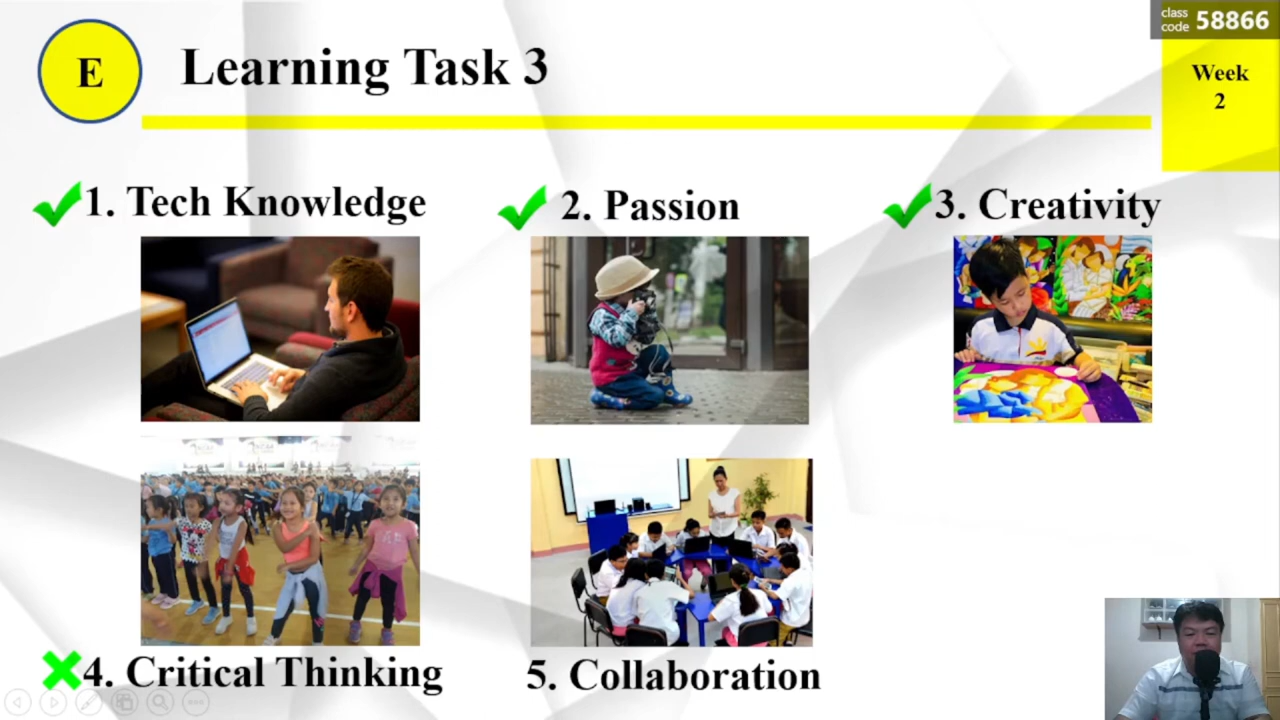 class
code 58866
E
Learning Task 3
Week
2
1. Tech Knowledge
2. Passion
3. Creativity
4. Critical Thinking
5. Collaboration